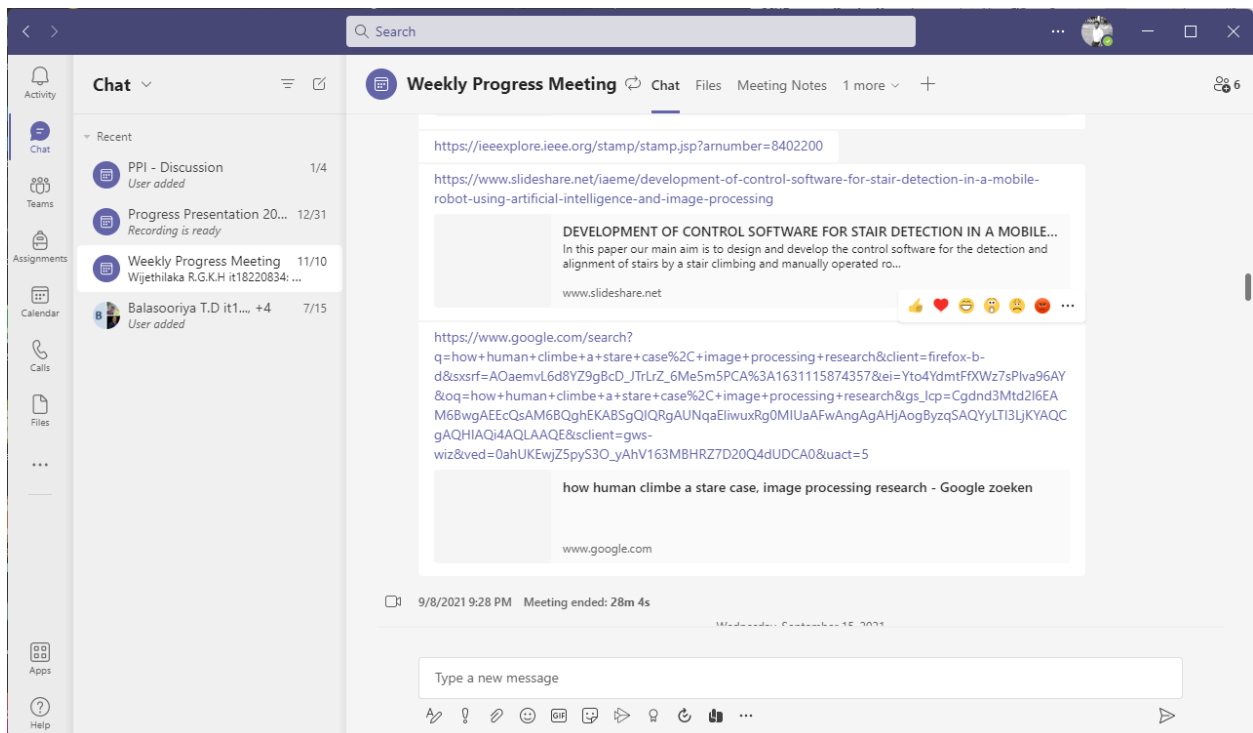 Search
Activity
Chat
Teams
Assignments
Calendar
Calls
Files
Apps
Help
Chat
Recent
PPI - Discussion 1/4
User added
Progress Presentation 20... 12/31
Recording is ready
Weekly Progress Meeting 11/10
Wijethilaka R.G.K.H it18220834: ...
B
Balasooriya T.D it1..., +4 7/15
User added
Weekly Progress Meeting Chat Files Meeting Notes 1 more 6
https://ieeexplore.ieee.org/stamp/stamp.jsp?arnumber=8402200
https://www.slideshare.net/iaeme/development-of-control-software-for-stair-detection-in-a-mobile-
robot-using-artificial-intelligence-and-image-processing
DEVELOPMENT OF CONTROL SOFTWARE FOR STAIR DETECTION IN A MOBILE...
In this paper our main aim is to design and develop the control software for the detection and
alignment of stairs by a stair climbing and manually operated ro...
www.slideshare.net
https://www.google.com/search?
q=how+human+climbe+a+stare+case%2C+image+processing+research&client=firefox-b-
d&sxsrf=AOaemvL6d8YZ9gBcD_JTrLrZ_6Me5m5PCA%3A1631115874357&ei=Yto4YdmtFfXWz7sPlva96AY
&oq=how+human+climbe+a+stare+case%2C+image+processing+research&gs_lcp=Cgdnd3Mtd2l6EA
M6BwgAEEcQsAM6BQghEKABSgQIQRgAUNqaEliwuxRg0MIUaAFwAngAgAHjAogByzqSAQYyLTI3LjKYAQC
gAQHIAQi4AQLAAQE&sclient=gws-
wiz&ved=0ahUKEwjZ5pyS3O_yAhV163MBHRZ7D20Q4dUDCA0&uact=5
how human climbe a stare case, image processing research - Google zoeken
www.google.com
9/8/2021 9:28 PM Meeting ended: 28m 4s
Wednesday, September 15, 2021
Type a new message
GIF